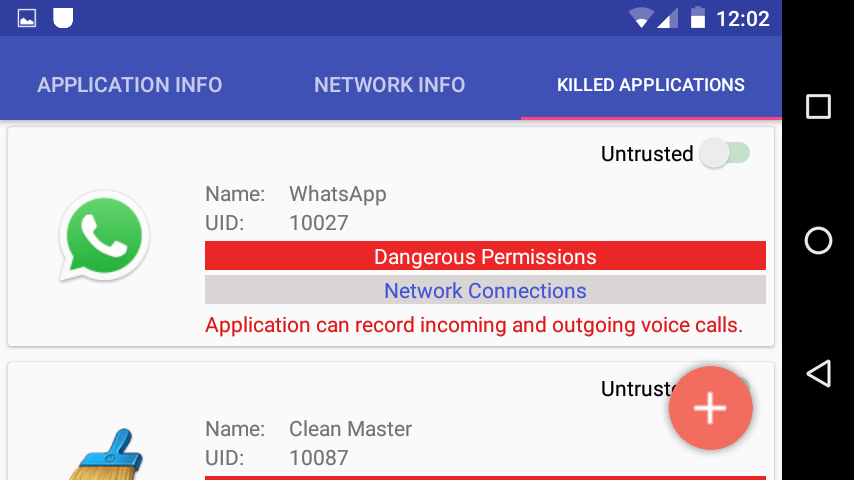 12:02
APPLICATION INFO NETWORK INFO KILLED APPLICATIONS
Untrusted
Name: WhatsApp
UID: 10027
Dangerous Permissions
Network Connections
Application can record incoming and outgoing voice calls.
Untruste
Name: Clean Master
UID: 10087